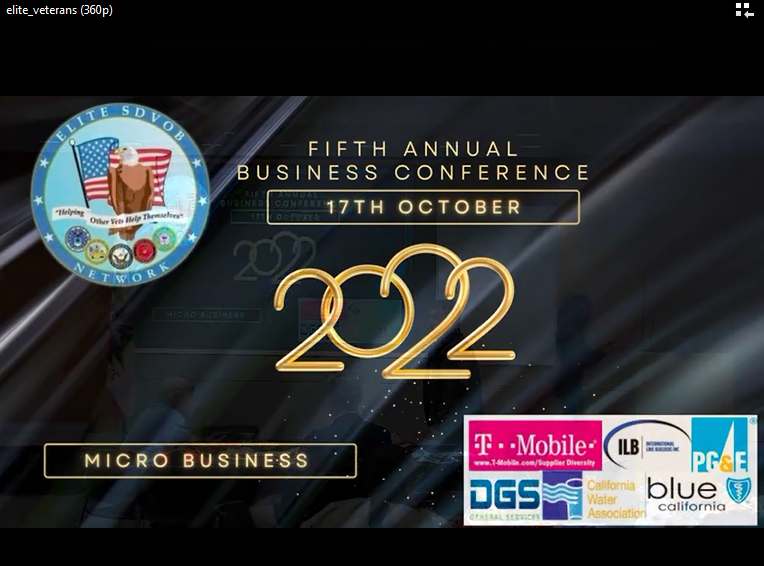 elite_veterans (360p)
ELITE SDVOB
NETWORK
"Helping Other Vets Help Themselves"
FIFTH ANNUAL
BUSINESS CONFERENCE
17TH OCTOBER
2022
MICRO BUSINESS
T··Mobile·
www.T-Mobile.com/Supplier Diversity
ILB
INTERNATIONAL
LINE BUILDERS INC
PG&E
DGS
GENERAL SERVICES
California
Water
Association
blue
california
MICRO BUSINESS